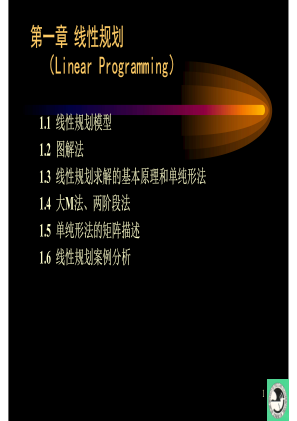 第一章 线性规划
(Linear Programming)
1.1 线性规划模型
1.2 图解法
1.3 线性规划求解的基本原理和单纯形法
1.4 大M法、两阶段法
1.5 单纯形法的矩阵描述
1.6 线性规划案例分析
1